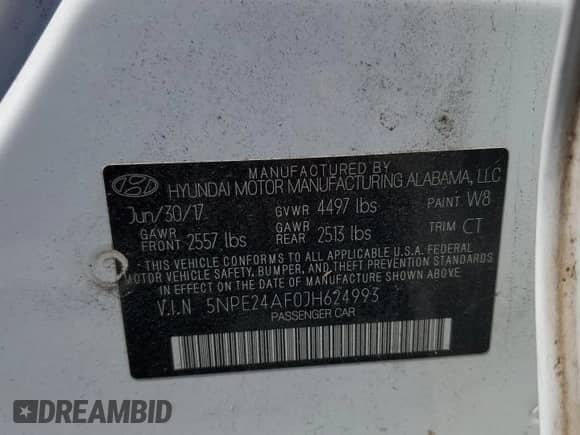 MANUFACTURED BY
HYUNDAI MOTOR MANUFACTURING ALABAMA, LLC
Jun/30/17 GVWR 4497 lbs PAINT W8
GAWR FRONT 2557 lbs GAWR REAR 2513 lbs TRIM CT
THIS VEHICLE CONFORMS TO ALL APPLICABLE U.S.A. FEDERAL
MOTOR VEHICLE SAFETY, BUMPER, AND THEFT PREVENTION STANDARDS
IN EFFECT ON THE DATE OF MANUFACTURE SHOWN ABOVE.
V.I.N 5NPE24AF0JH624993
PASSENGER CAR
DREAMBID